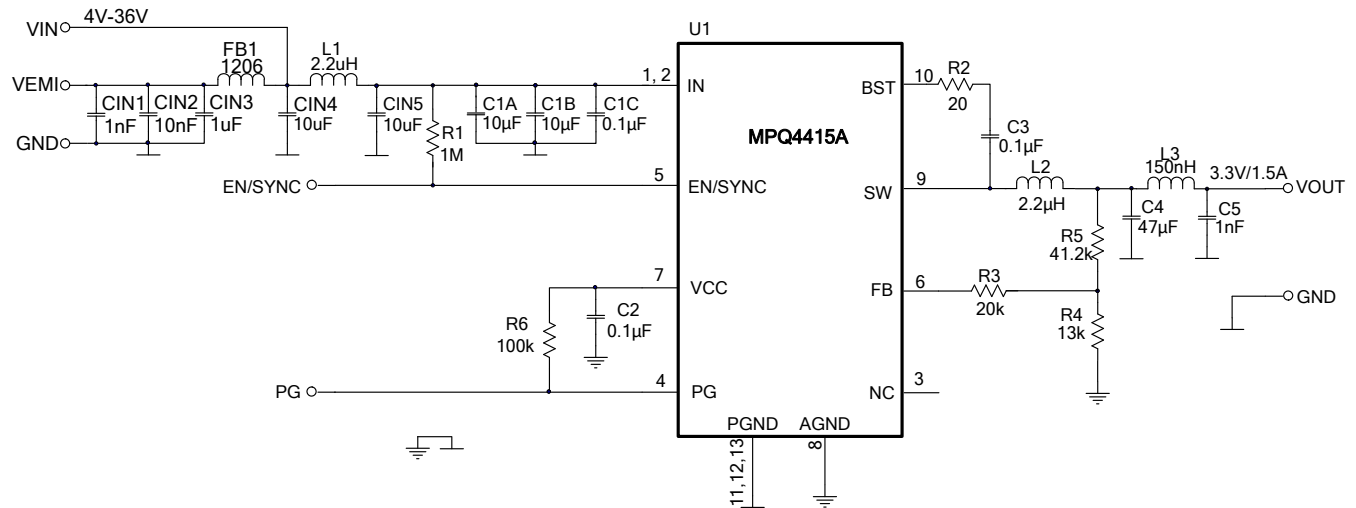 VIN
4V-36V
VEMI
FB1
1206
L1
2.2uH
CIN1
1nF
CIN2
10nF
CIN3
1uF
CIN4
10uF
CIN5
10uF
R1
1M
C1A
10µF
C1B
10µF
C1C
0.1µF
GND
EN/SYNC
U1
1, 2
IN
5
EN/SYNC
7
VCC
4
PG
MPQ4415A
BST
10
SW
9
FB
6
NC
3
PGND
AGND
11,12,13
8
R2
20
C3
0.1µF
L2
2.2µH
L3
150nH
3.3V/1.5A
VOUT
C4
47µF
C5
1nF
R5
41.2k
R3
20k
R4
13k
GND
R6
100k
C2
0.1µF
PG